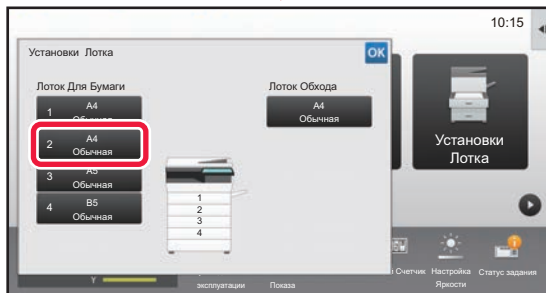 10:15
Установки Лотка
OK
Лоток Для Бумаги
Лоток Обхода
1 A4
Обычная
A4
Обычная
2 A4
Обычная
3 A5
Обычная
4 B5
Обычная
1
2
3
4
Установки
Лотка
Счетчик
Настройка
Яркости
Статус задания
Y
эксплуатации
Показа